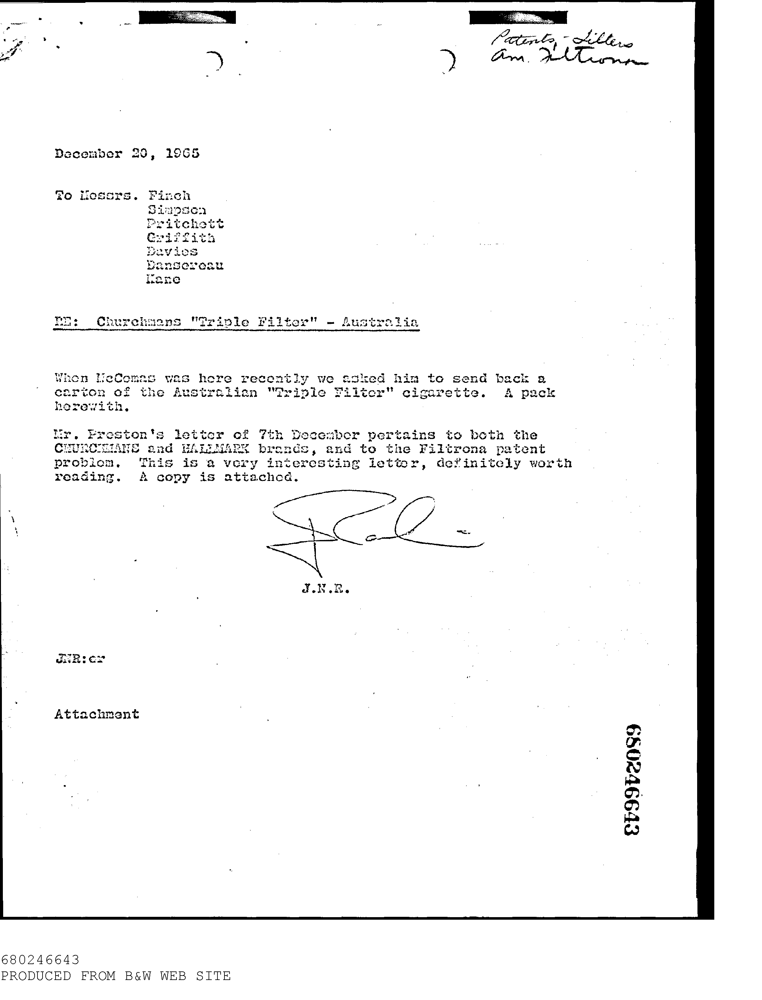 Patents, - Filters
Am. Filtrona
December 20, 1965
To Messrs. Finch
Simpson
Pritchett
Griffith
Davies
Dansereau
Kane
RE: Churchmans "Triple Filter" - Australia
When McComas was here recently we asked him to send back a
carton of the Australian "Triple Filter" cigarette. A pack
herewith.
Mr. Preston's letter of 7th December pertains to both the
CHURCHMANS and HALLMARK brands, and to the Filtrona patent
problem. This is a very interesting letter, definitely worth
reading. A copy is attached.
J.N.R.
JNR:cr
Attachment
680246643
680246643
PRODUCED FROM B&W WEB SITE